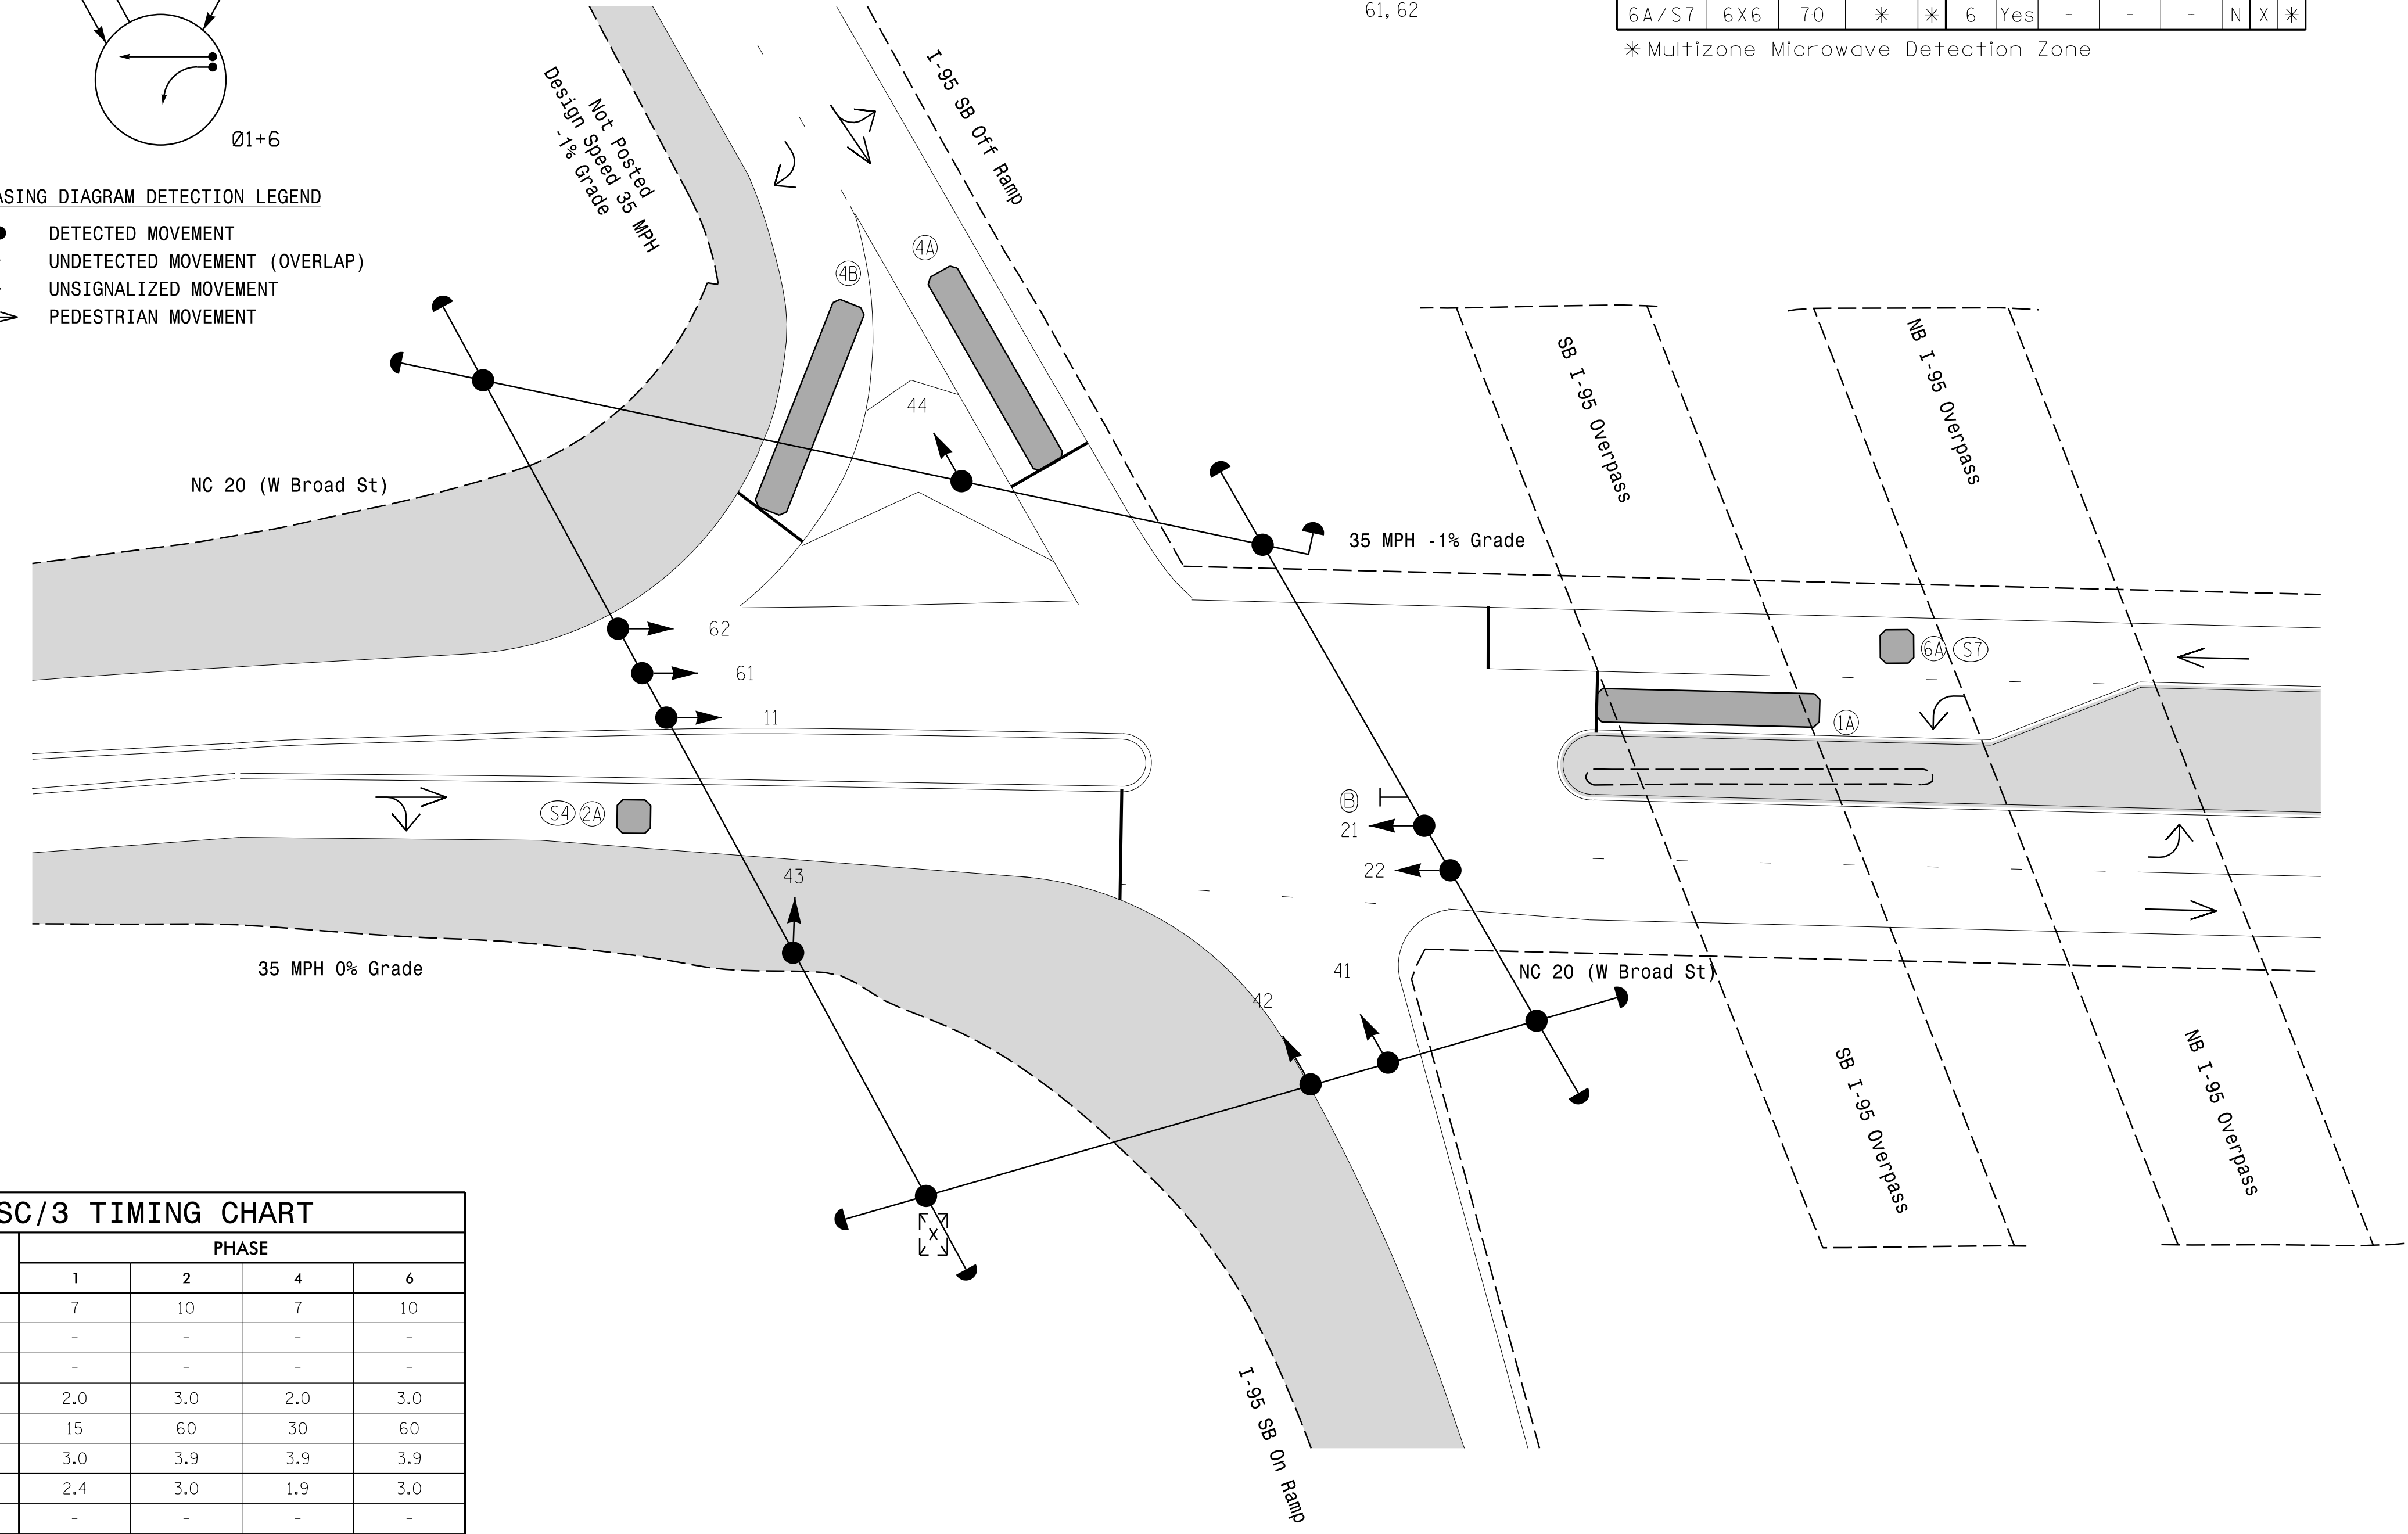 61, 62
6A/S7 6X6 70 * * 6 Yes - - - N X *
*Multizone Microwave Detection Zone
Ø1+6
ASING DIAGRAM DETECTION LEGEND
DETECTED MOVEMENT
UNDETECTED MOVEMENT (OVERLAP)
UNSIGNALIZED MOVEMENT
PEDESTRIAN MOVEMENT
Not Posted
Design Speed 35 MPH
-1% Grade
I-95 SB Off Ramp
4A
4B
44
NC 20 (W Broad St)
SB I-95 Overpass
NB I-95 Overpass
35 MPH -1% Grade
62
61
11
6A S7
1A
S4 2A
B
21
22
43
35 MPH 0% Grade
41
42
NC 20 (W Broad St)
SB I-95 Overpass
NB I-95 Overpass
X
I-95 SB On Ramp
SC/3 TIMING CHART
PHASE
1 2 4 6
7 10 7 10
- - - -
- - - -
2.0 3.0 2.0 3.0
15 60 30 60
3.0 3.9 3.9 3.9
2.4 3.0 1.9 3.0
- - - -